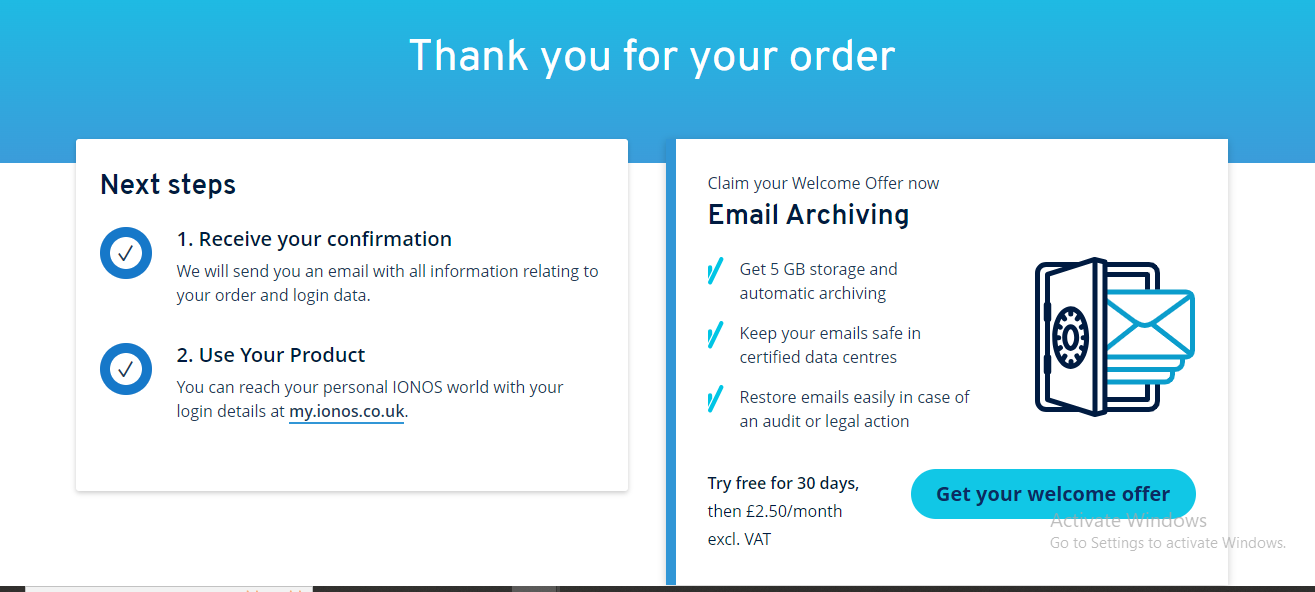 Thank you for your order
Next steps
1. Receive your confirmation
We will send you an email with all information relating to
your order and login data.
2. Use Your Product
You can reach your personal IONOS world with your
login details at my.ionos.co.uk.
Claim your Welcome Offer now
Email Archiving
Get 5 GB storage and
automatic archiving
Keep your emails safe in
certified data centres
Restore emails easily in case of
an audit or legal action
Try free for 30 days,
then £2.50/month
excl. VAT
Get your welcome offer
Activate Windows
Go to Settings to activate Windows.